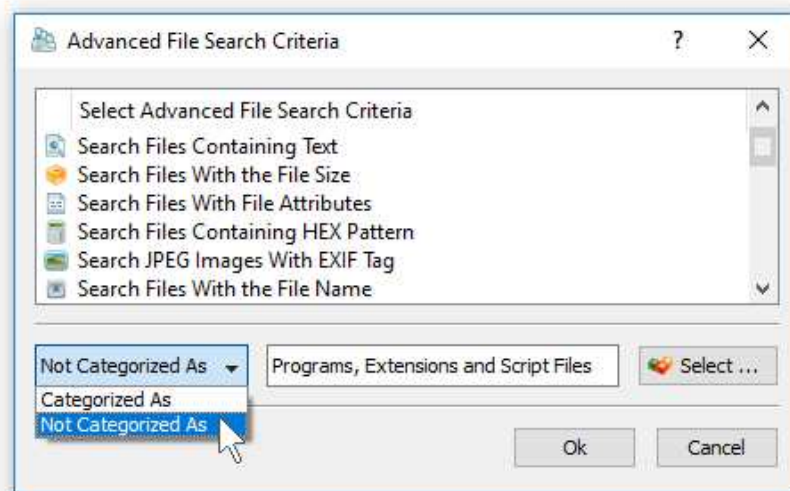 Advanced File Search Criteria ?
Select Advanced File Search Criteria
Search Files Containing Text
Search Files With the File Size
Search Files With File Attributes
Search Files Containing HEX Pattern
Search JPEG Images With EXIF Tag
Search Files With the File Name
Not Categorized As Programs, Extensions and Script Files Select ...
Categorized As
Not Categorized As
Ok Cancel